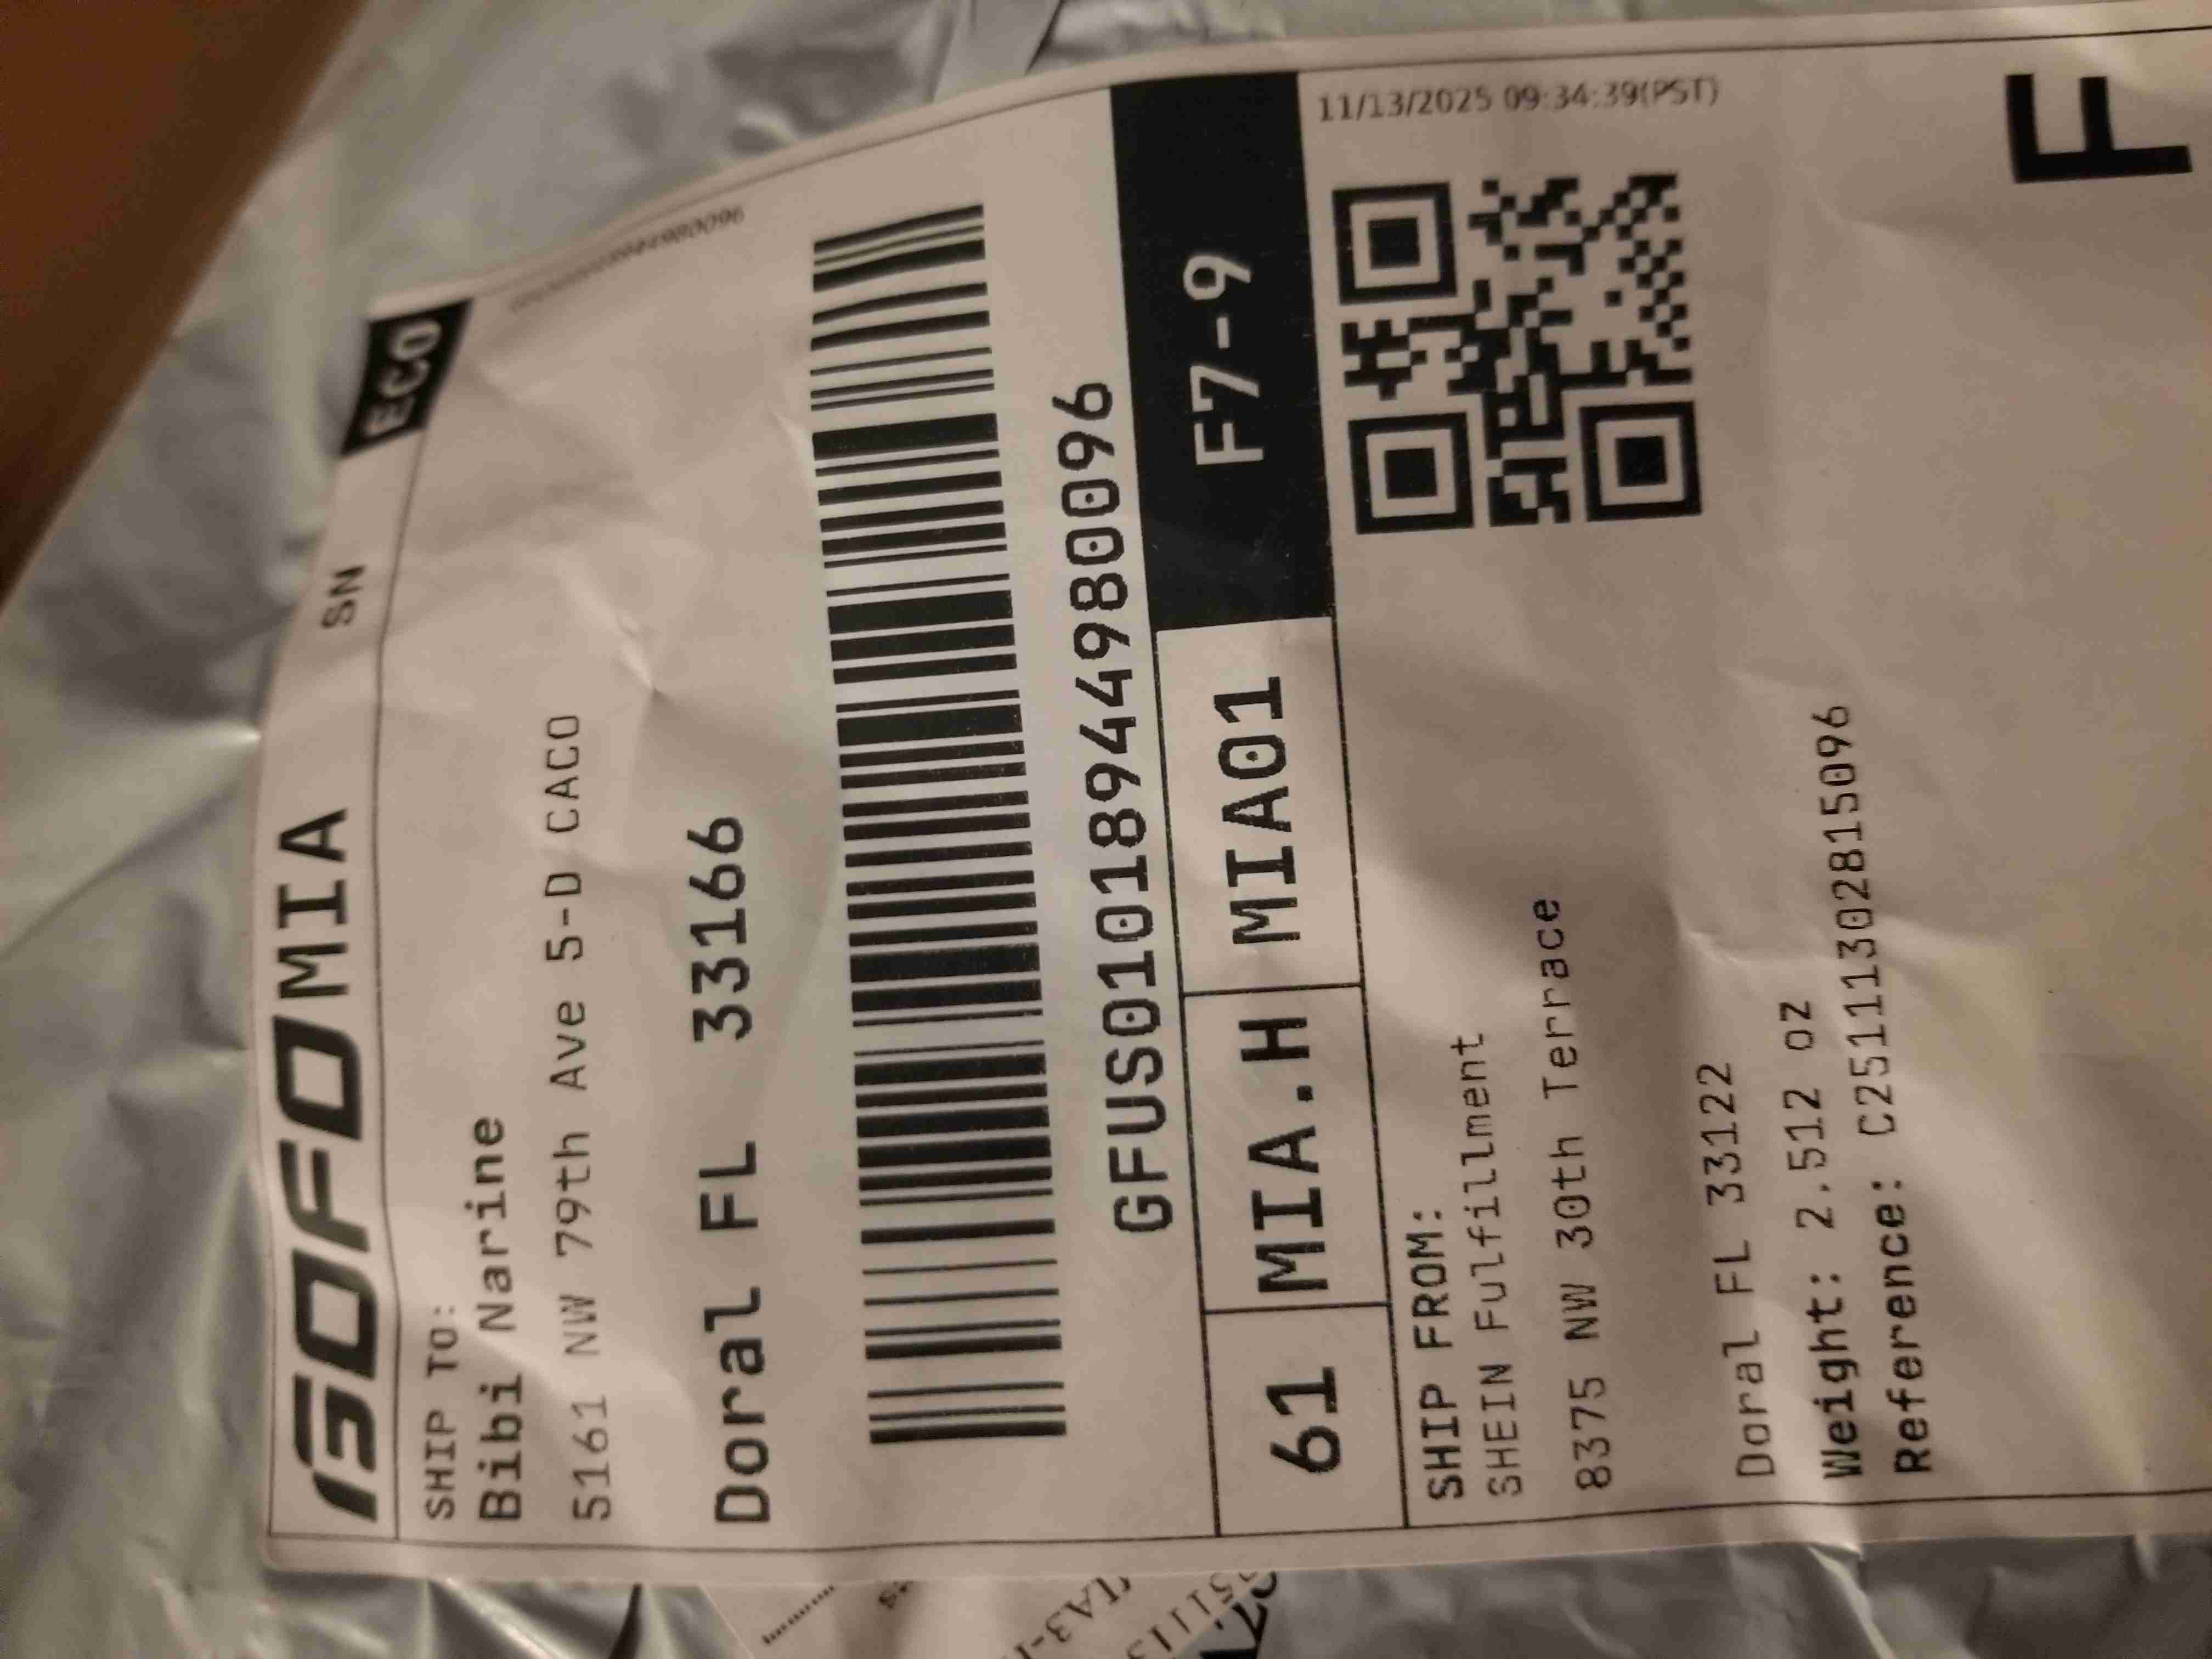 GOFO MIA SN ECO
SHIP TO:
Bibi Narine
5161 NW 79th Ave 5-D CACO
Doral FL 33166
GFUS01018944980096
61 MIA.H MIA01 F7-9
SHIP FROM:
SHEIN Fulfillment
8375 NW 30th Terrace
Doral FL 33122
Weight: 2.512 oz
Reference: C2511130281509​6
11/13/2025 09:34:39(PST)
F